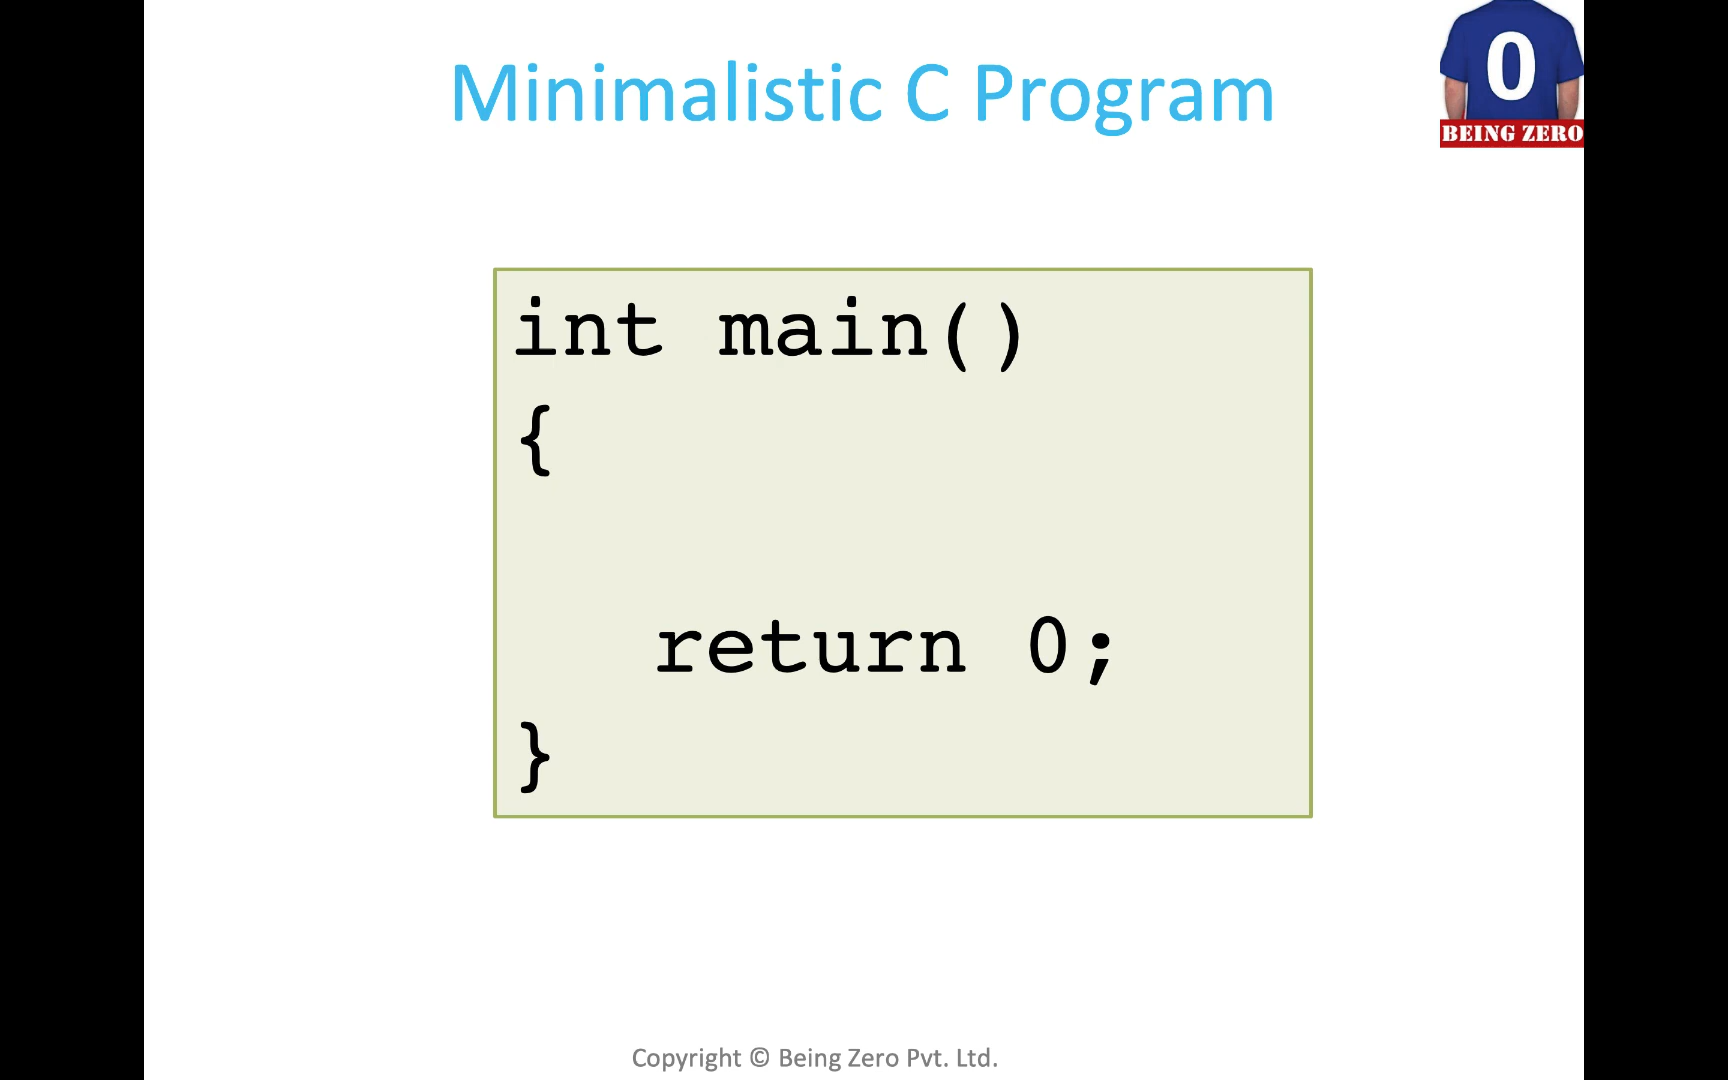 Minimalistic C Program
0
BEING ZERO
int main()
{
return 0;
}
Copyright © Being Zero Pvt. Ltd.